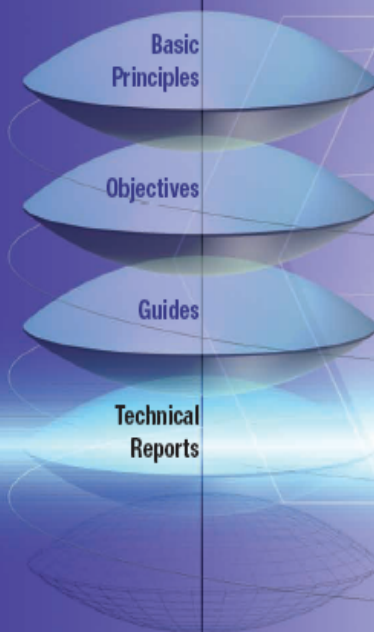 Basic
Principles
Objectives
Guides
Technical
Reports